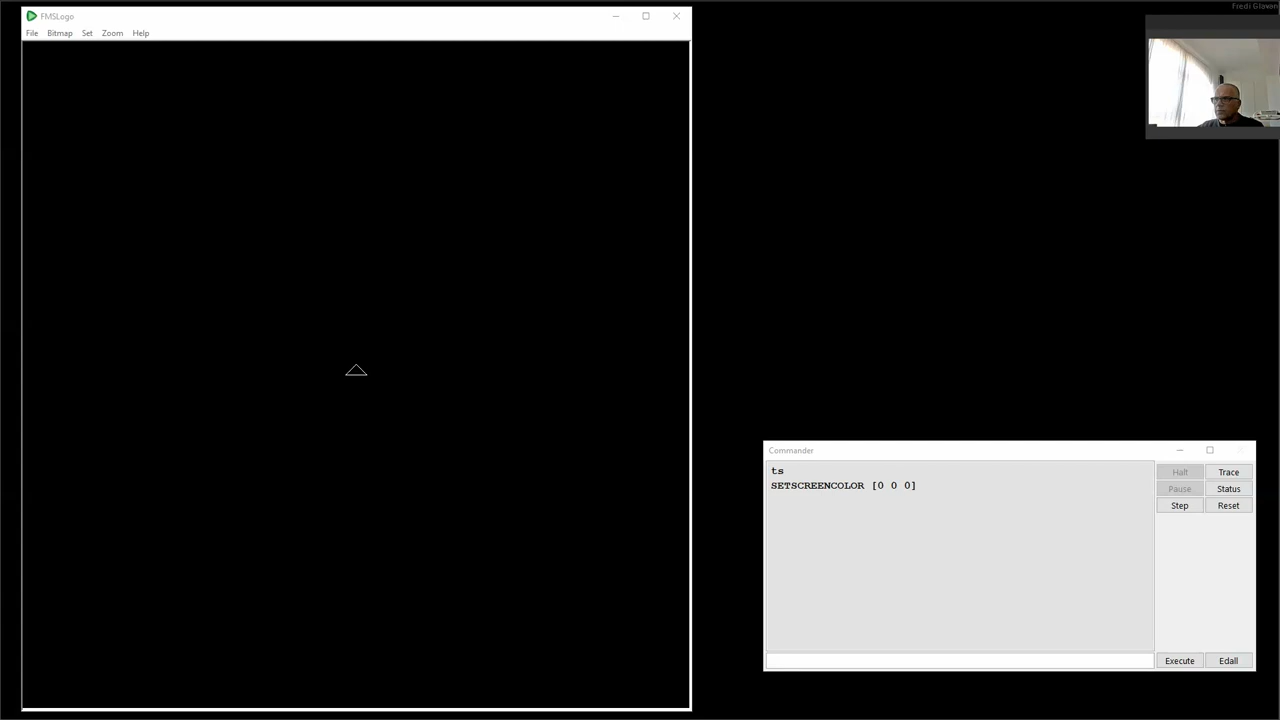 FMSLogo
File Bitmap Set Zoom Help
Fredi Giovan
Commander
ts
SETSCREENCOLOR [0 0 0]
Halt Trace
Pause Status
Step Reset
Execute Edall